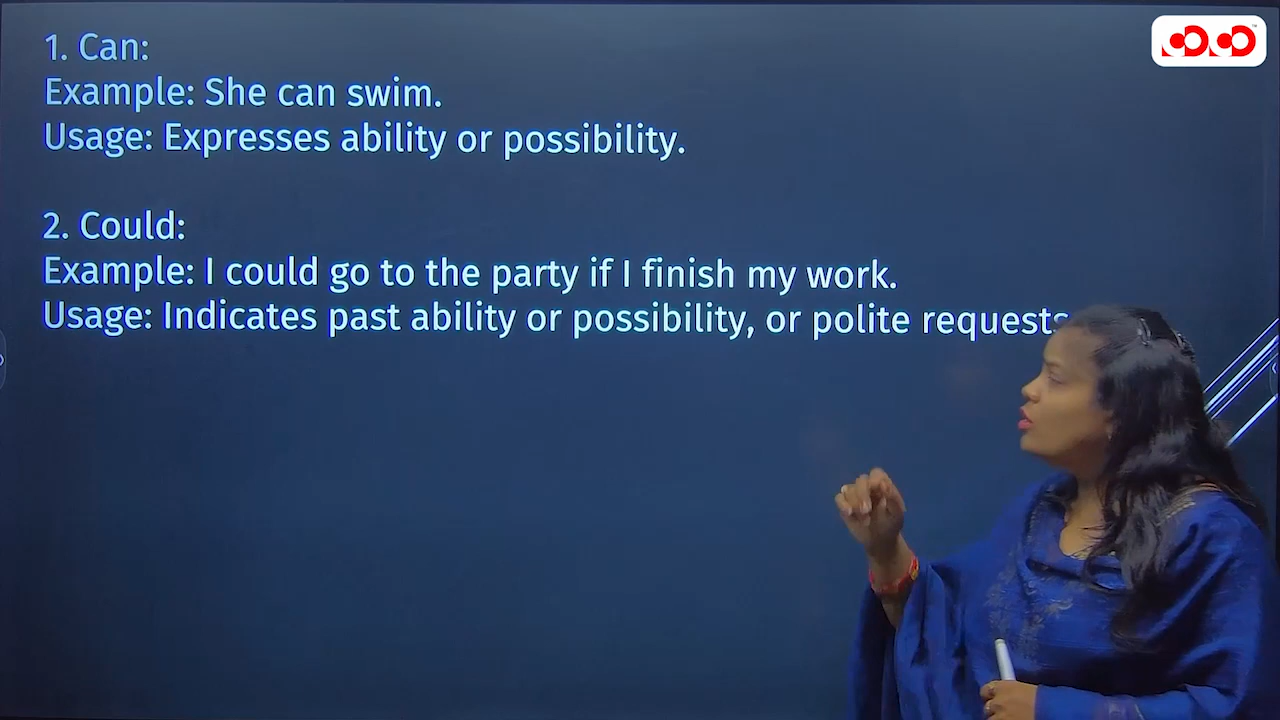 1. Can:
Example: She can swim.
Usage: Expresses ability or possibility.
2. Could:
Example: I could go to the party if I finish my work.
Usage: Indicates past ability or possibility, or polite requests